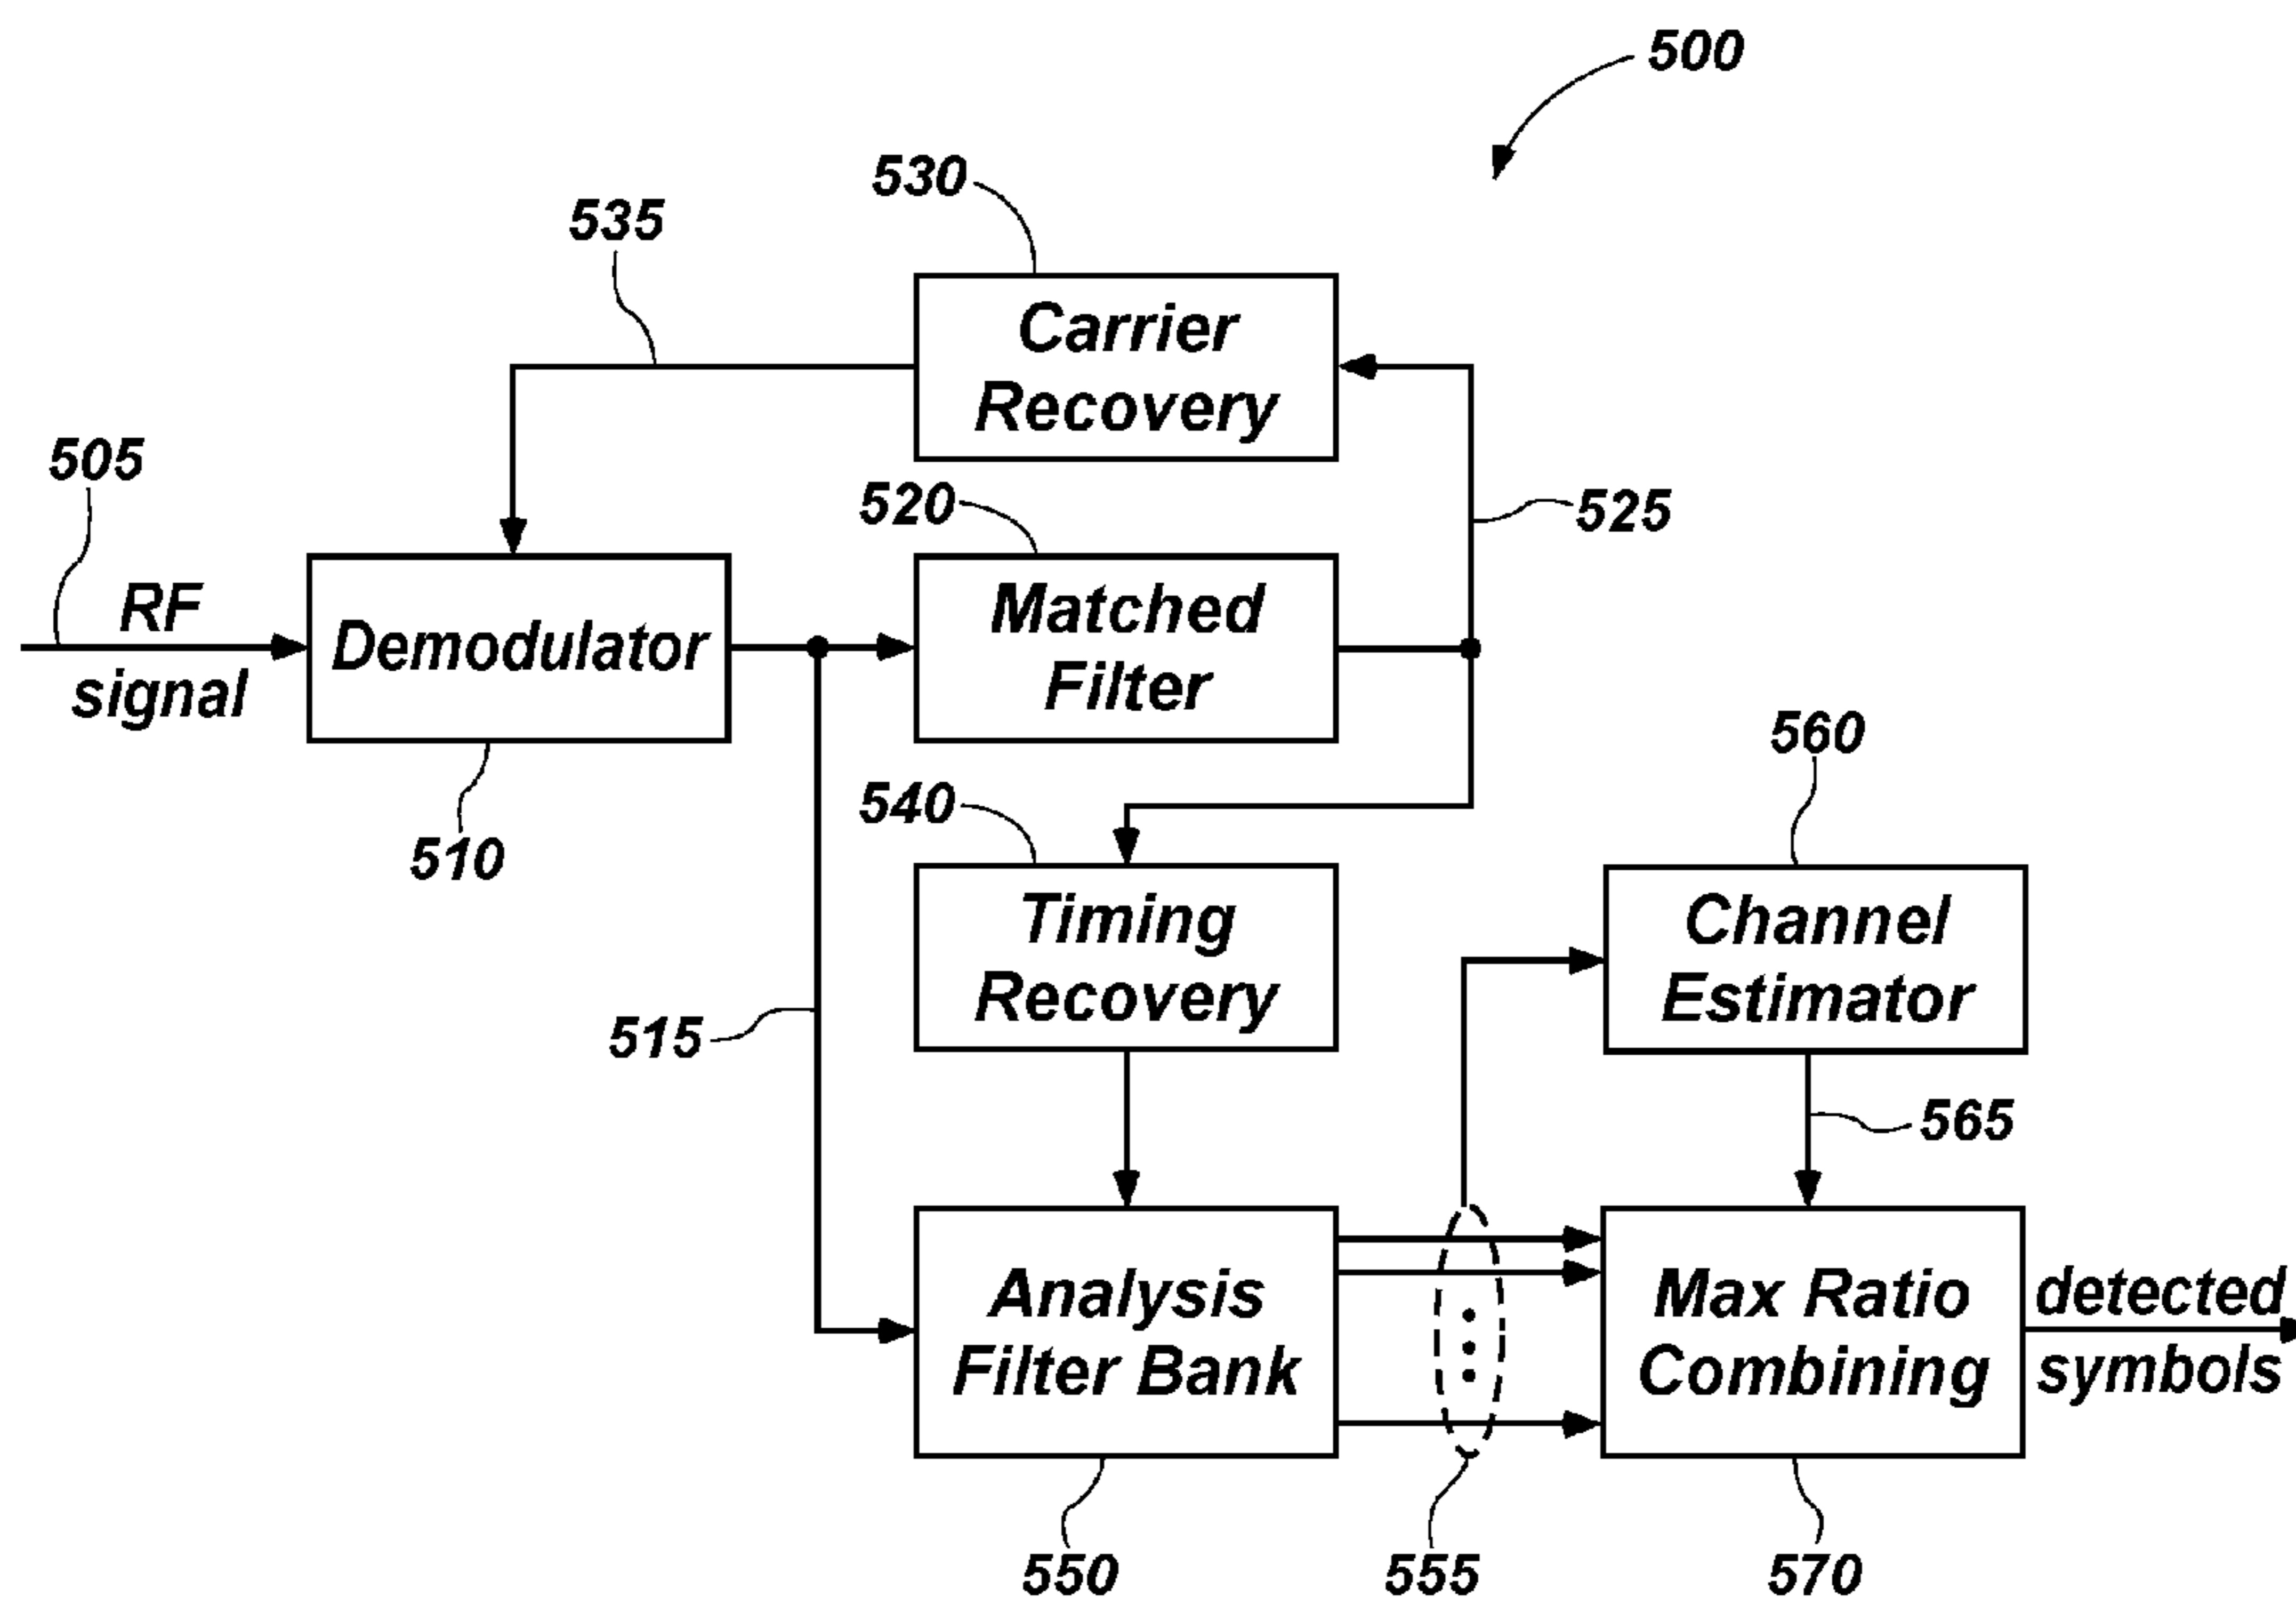 500
530
535
Carrier
Recovery
505
520
525
RF
signal
Demodulator
Matched
Filter
510
540
560
Timing
Recovery
Channel
Estimator
515
565
Analysis
Filter Bank
Max Ratio
Combining
detected
symbols
550
555
570